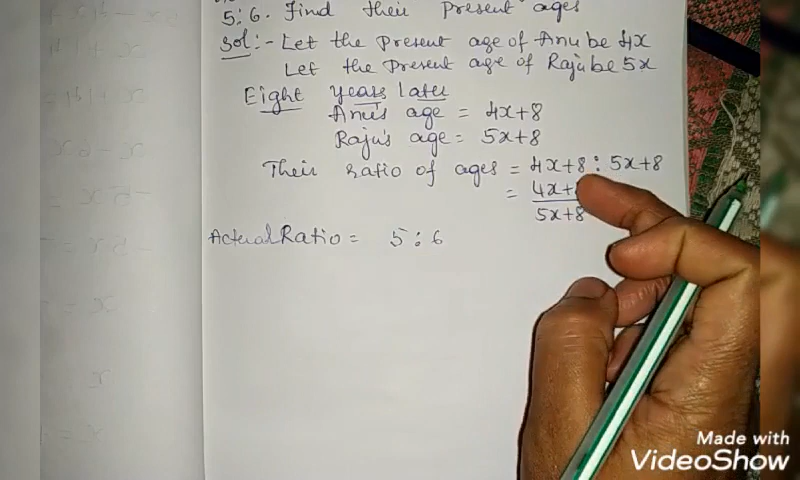 5:6. Find their present ages
Sol:- Let the present age of Anu be 4x
Let the present age of Raju be 5x
Eight years later
Anu's age = 4x+8
Raju's age = 5x+8
Their ratio of ages = 4x+8 : 5x+8
= 4x+
5x+8
Actual Ratio = 5:6
Made with
VideoShow